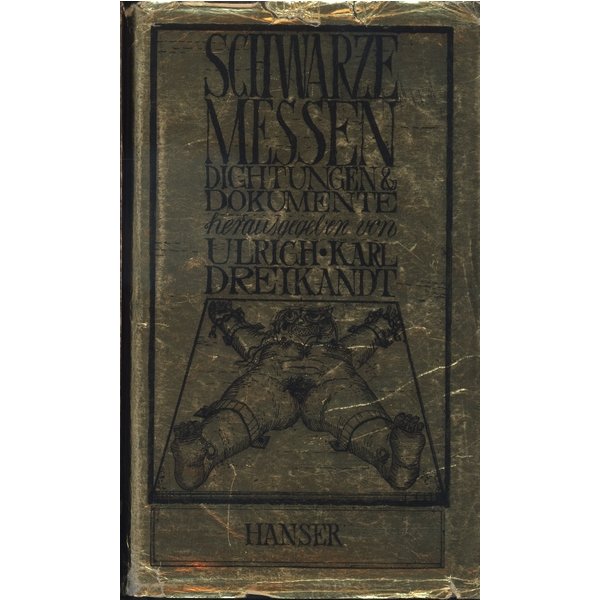 SCHWARZE
MESSEN
DICHTUNGEN &
DOKUMENTE
herausgegeben von
ULRICH · KARL
DREIKANDT
HANSER